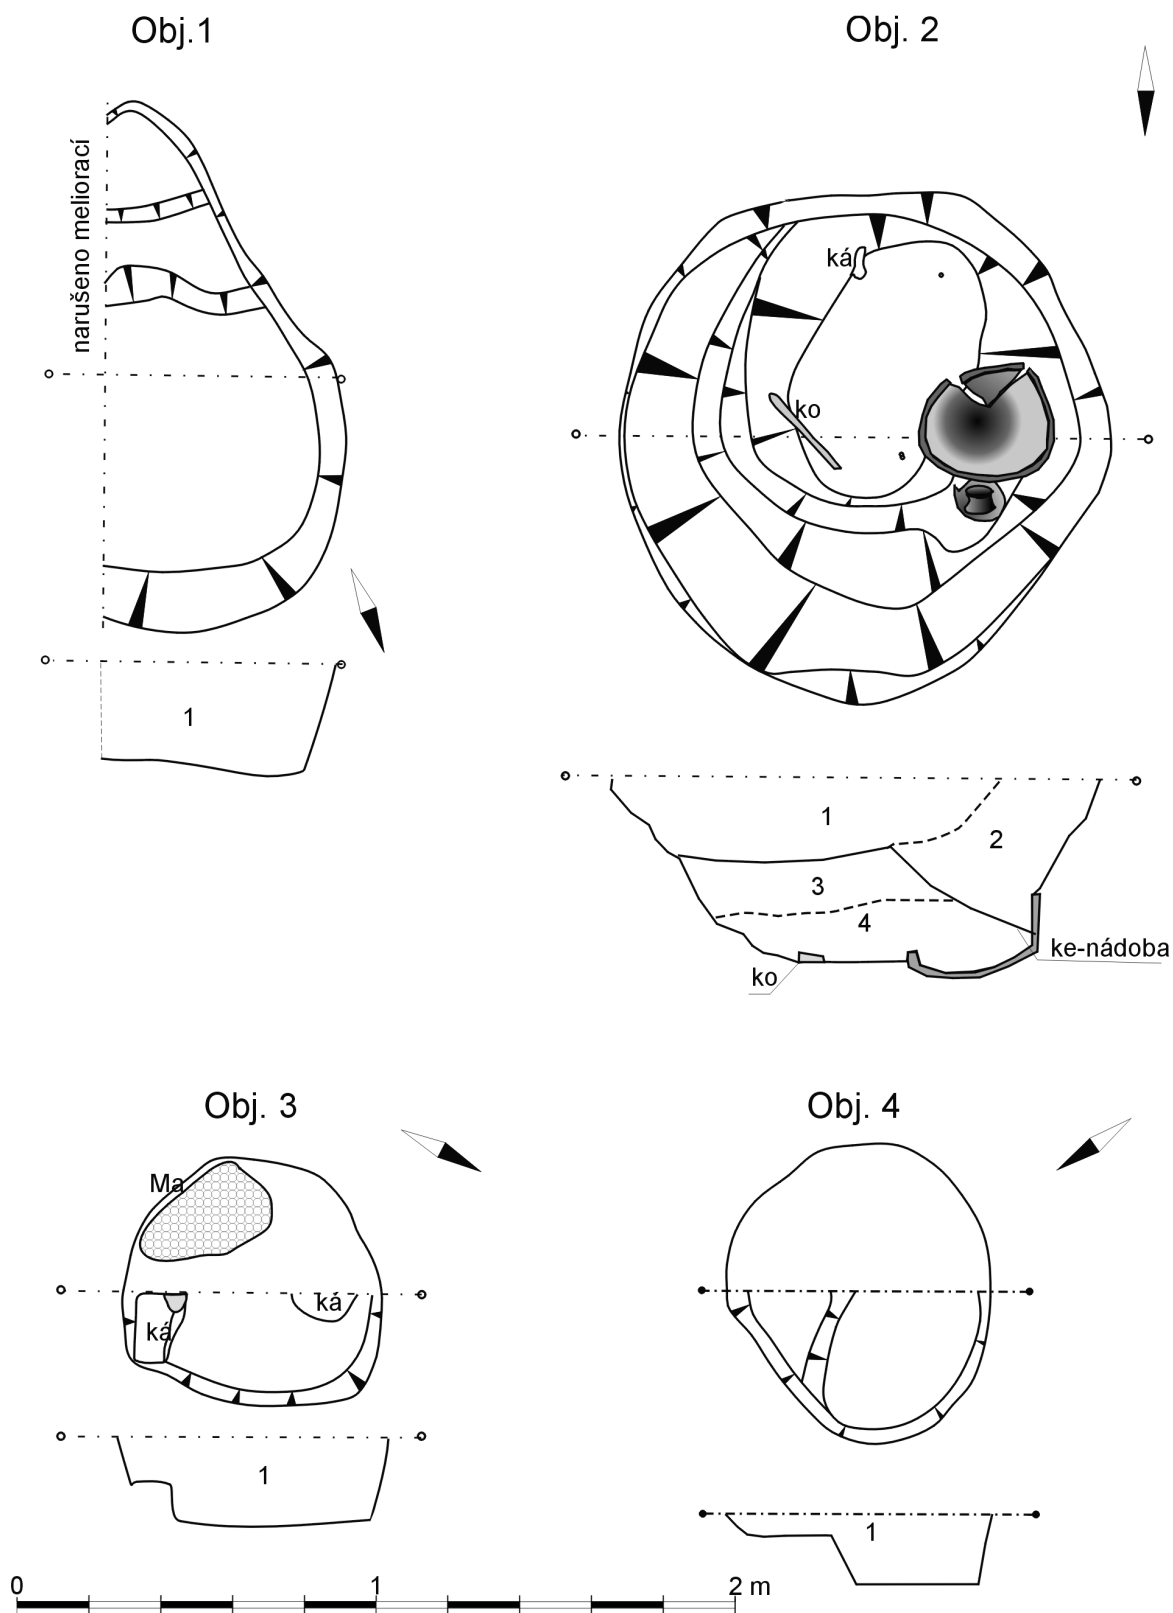 Obj.1
Obj. 2
narušeno meliorací
ká
ko
1
1
2
3
4
ko
ke-nádoba
Obj. 3
Obj. 4
Ma
ká
ká
1
1
0
1
2 m